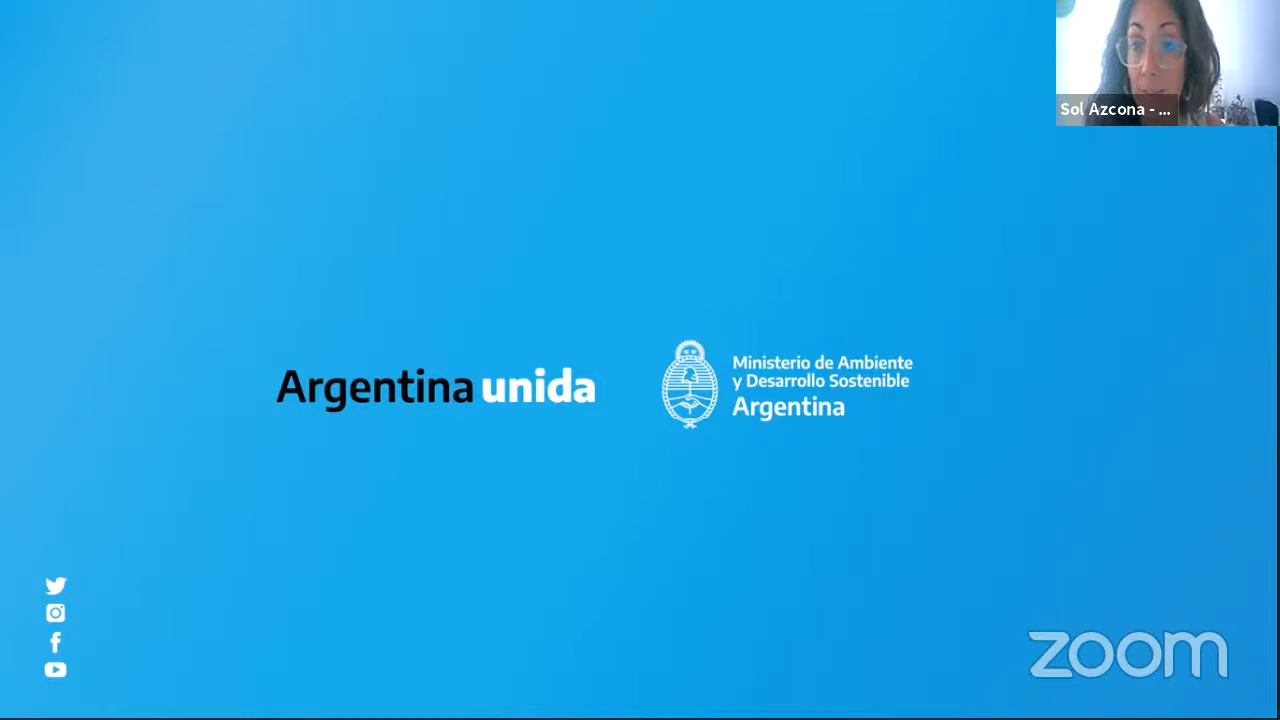 Sol Azcona - ...
Argentina unida
Ministerio de Ambiente
y Desarrollo Sostenible
Argentina
zoom